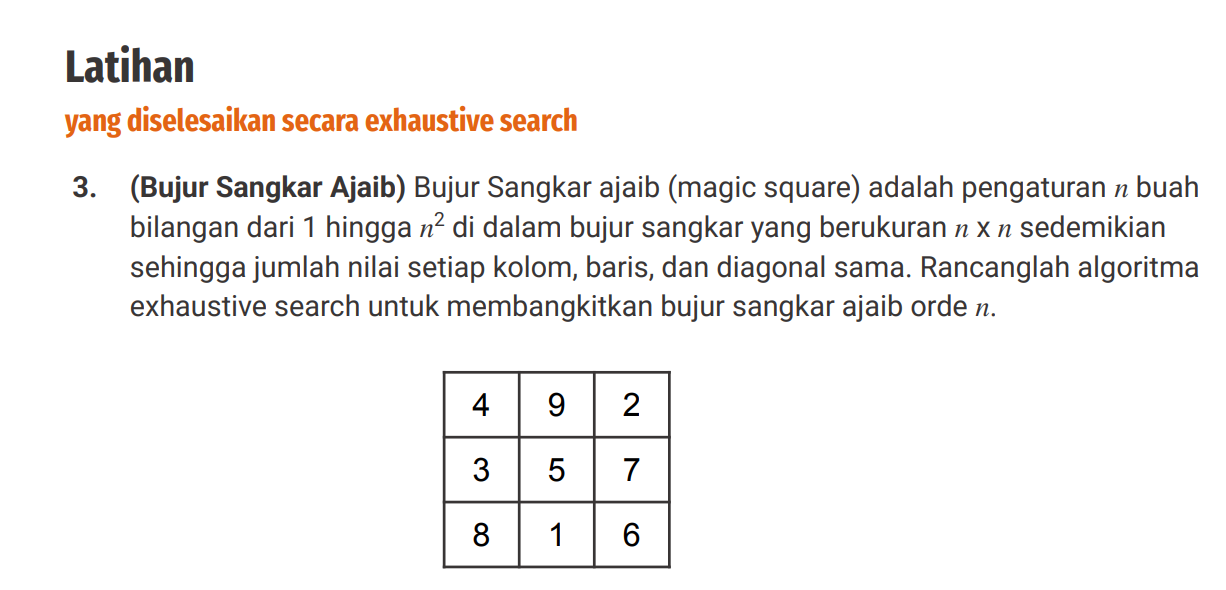 Latihan
yang diselesaikan secara exhaustive search
3. (Bujur Sangkar Ajaib) Bujur Sangkar ajaib (magic square) adalah pengaturan n buah
bilangan dari 1 hingga n² di dalam bujur sangkar yang berukuran n x n sedemikian
sehingga jumlah nilai setiap kolom, baris, dan diagonal sama. Rancanglah algoritma
exhaustive search untuk membangkitkan bujur sangkar ajaib orde n.
4 9 2
3 5 7
8 1 6